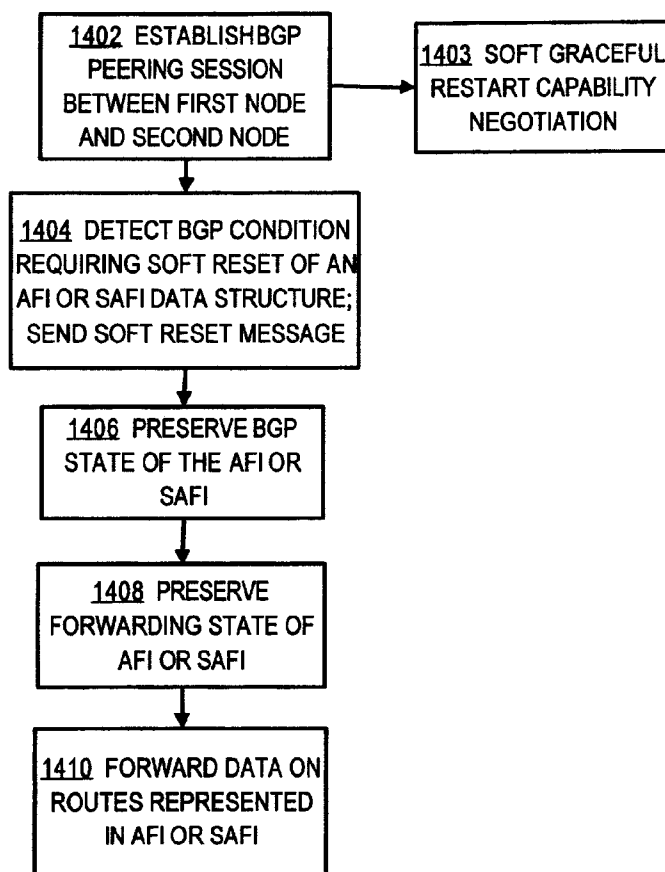 1402 ESTABLISH BGP
PEERING SESSION
BETWEEN FIRST NODE
AND SECOND NODE
1403 SOFT GRACEFUL
RESTART CAPABILITY
NEGOTIATION
1404 DETECT BGP CONDITION
REQUIRING SOFT RESET OF AN
AFI OR SAFI DATA STRUCTURE;
SEND SOFT RESET MESSAGE
1406 PRESERVE BGP
STATE OF THE AFI OR
SAFI
1408 PRESERVE
FORWARDING STATE OF
AFI OR SAFI
1410 FORWARD DATA ON
ROUTES REPRESENTED
IN AFI OR SAFI